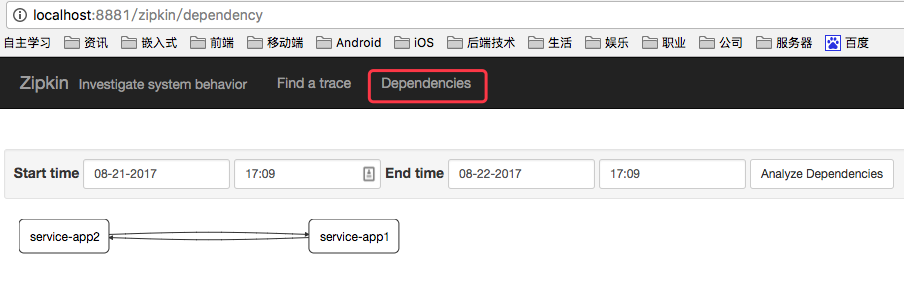 localhost:8881/zipkin/dependency
自主学习 资讯 嵌入式 前端 移动端 Android iOS 后端技术 生活 娱乐 职业 公司 服务器 百度
Zipkin Investigate system behavior Find a trace Dependencies
Start time 08-21-2017 17:09 End time 08-22-2017 17:09 Analyze Dependencies
service-app2 service-app1